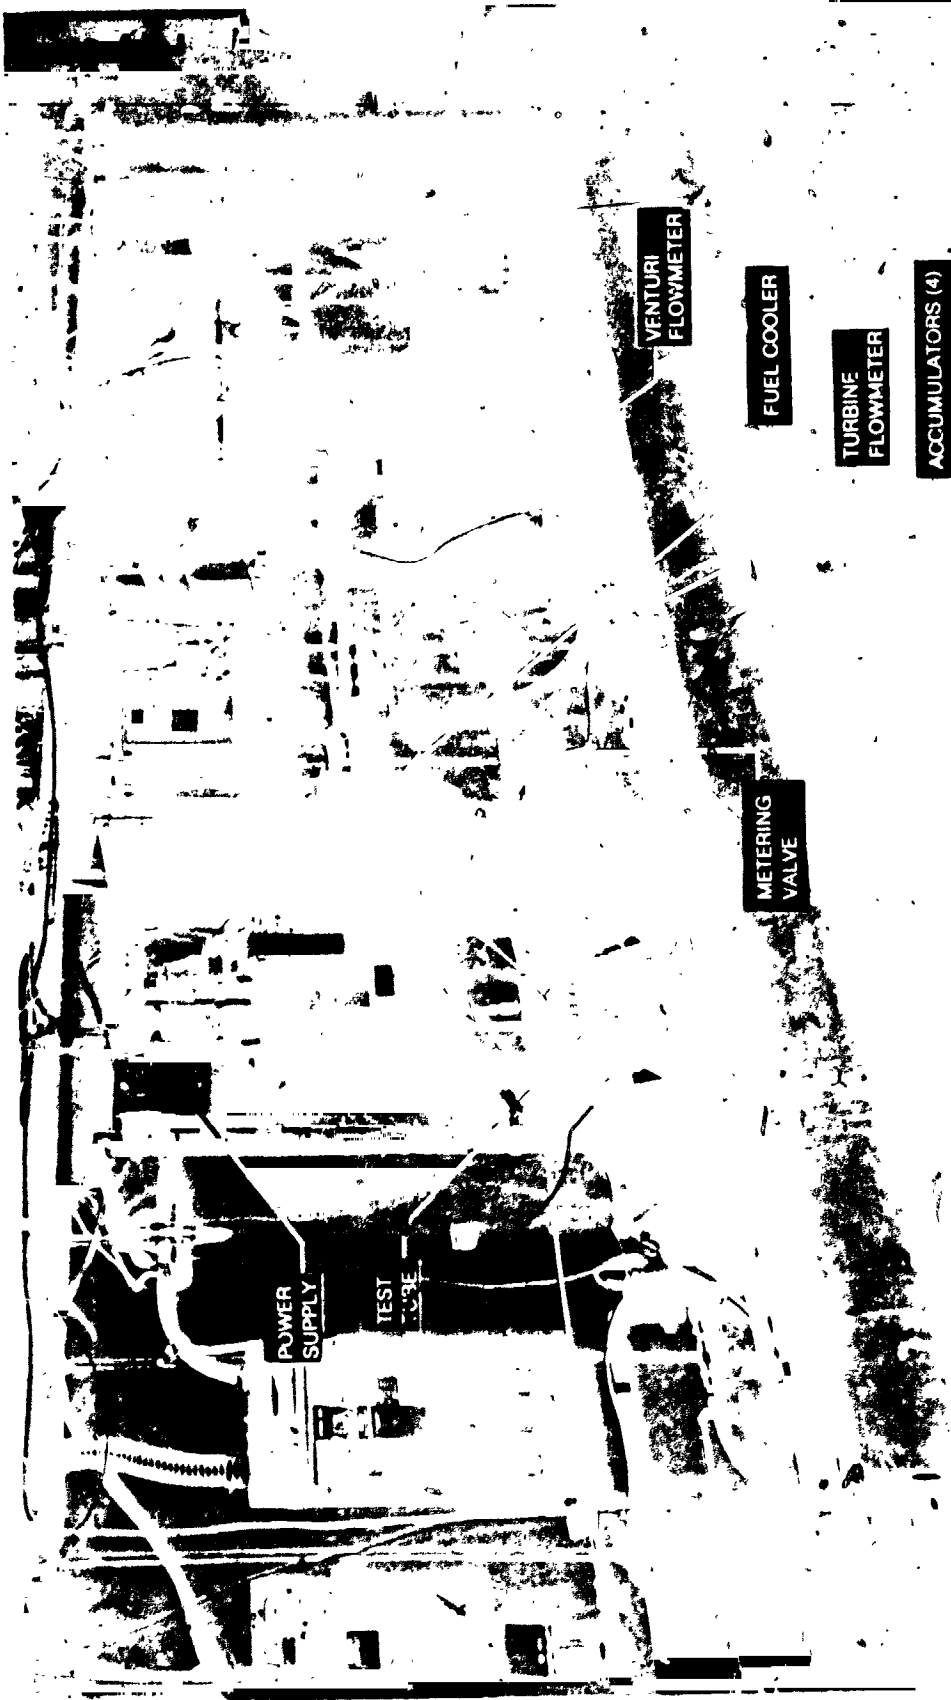 VENTURI
FLOWMETER
FUEL COOLER
TURBINE
FLOWMETER
ACCUMULATORS (4)
METERING
VALVE
POWER
SUPPLY
TEST